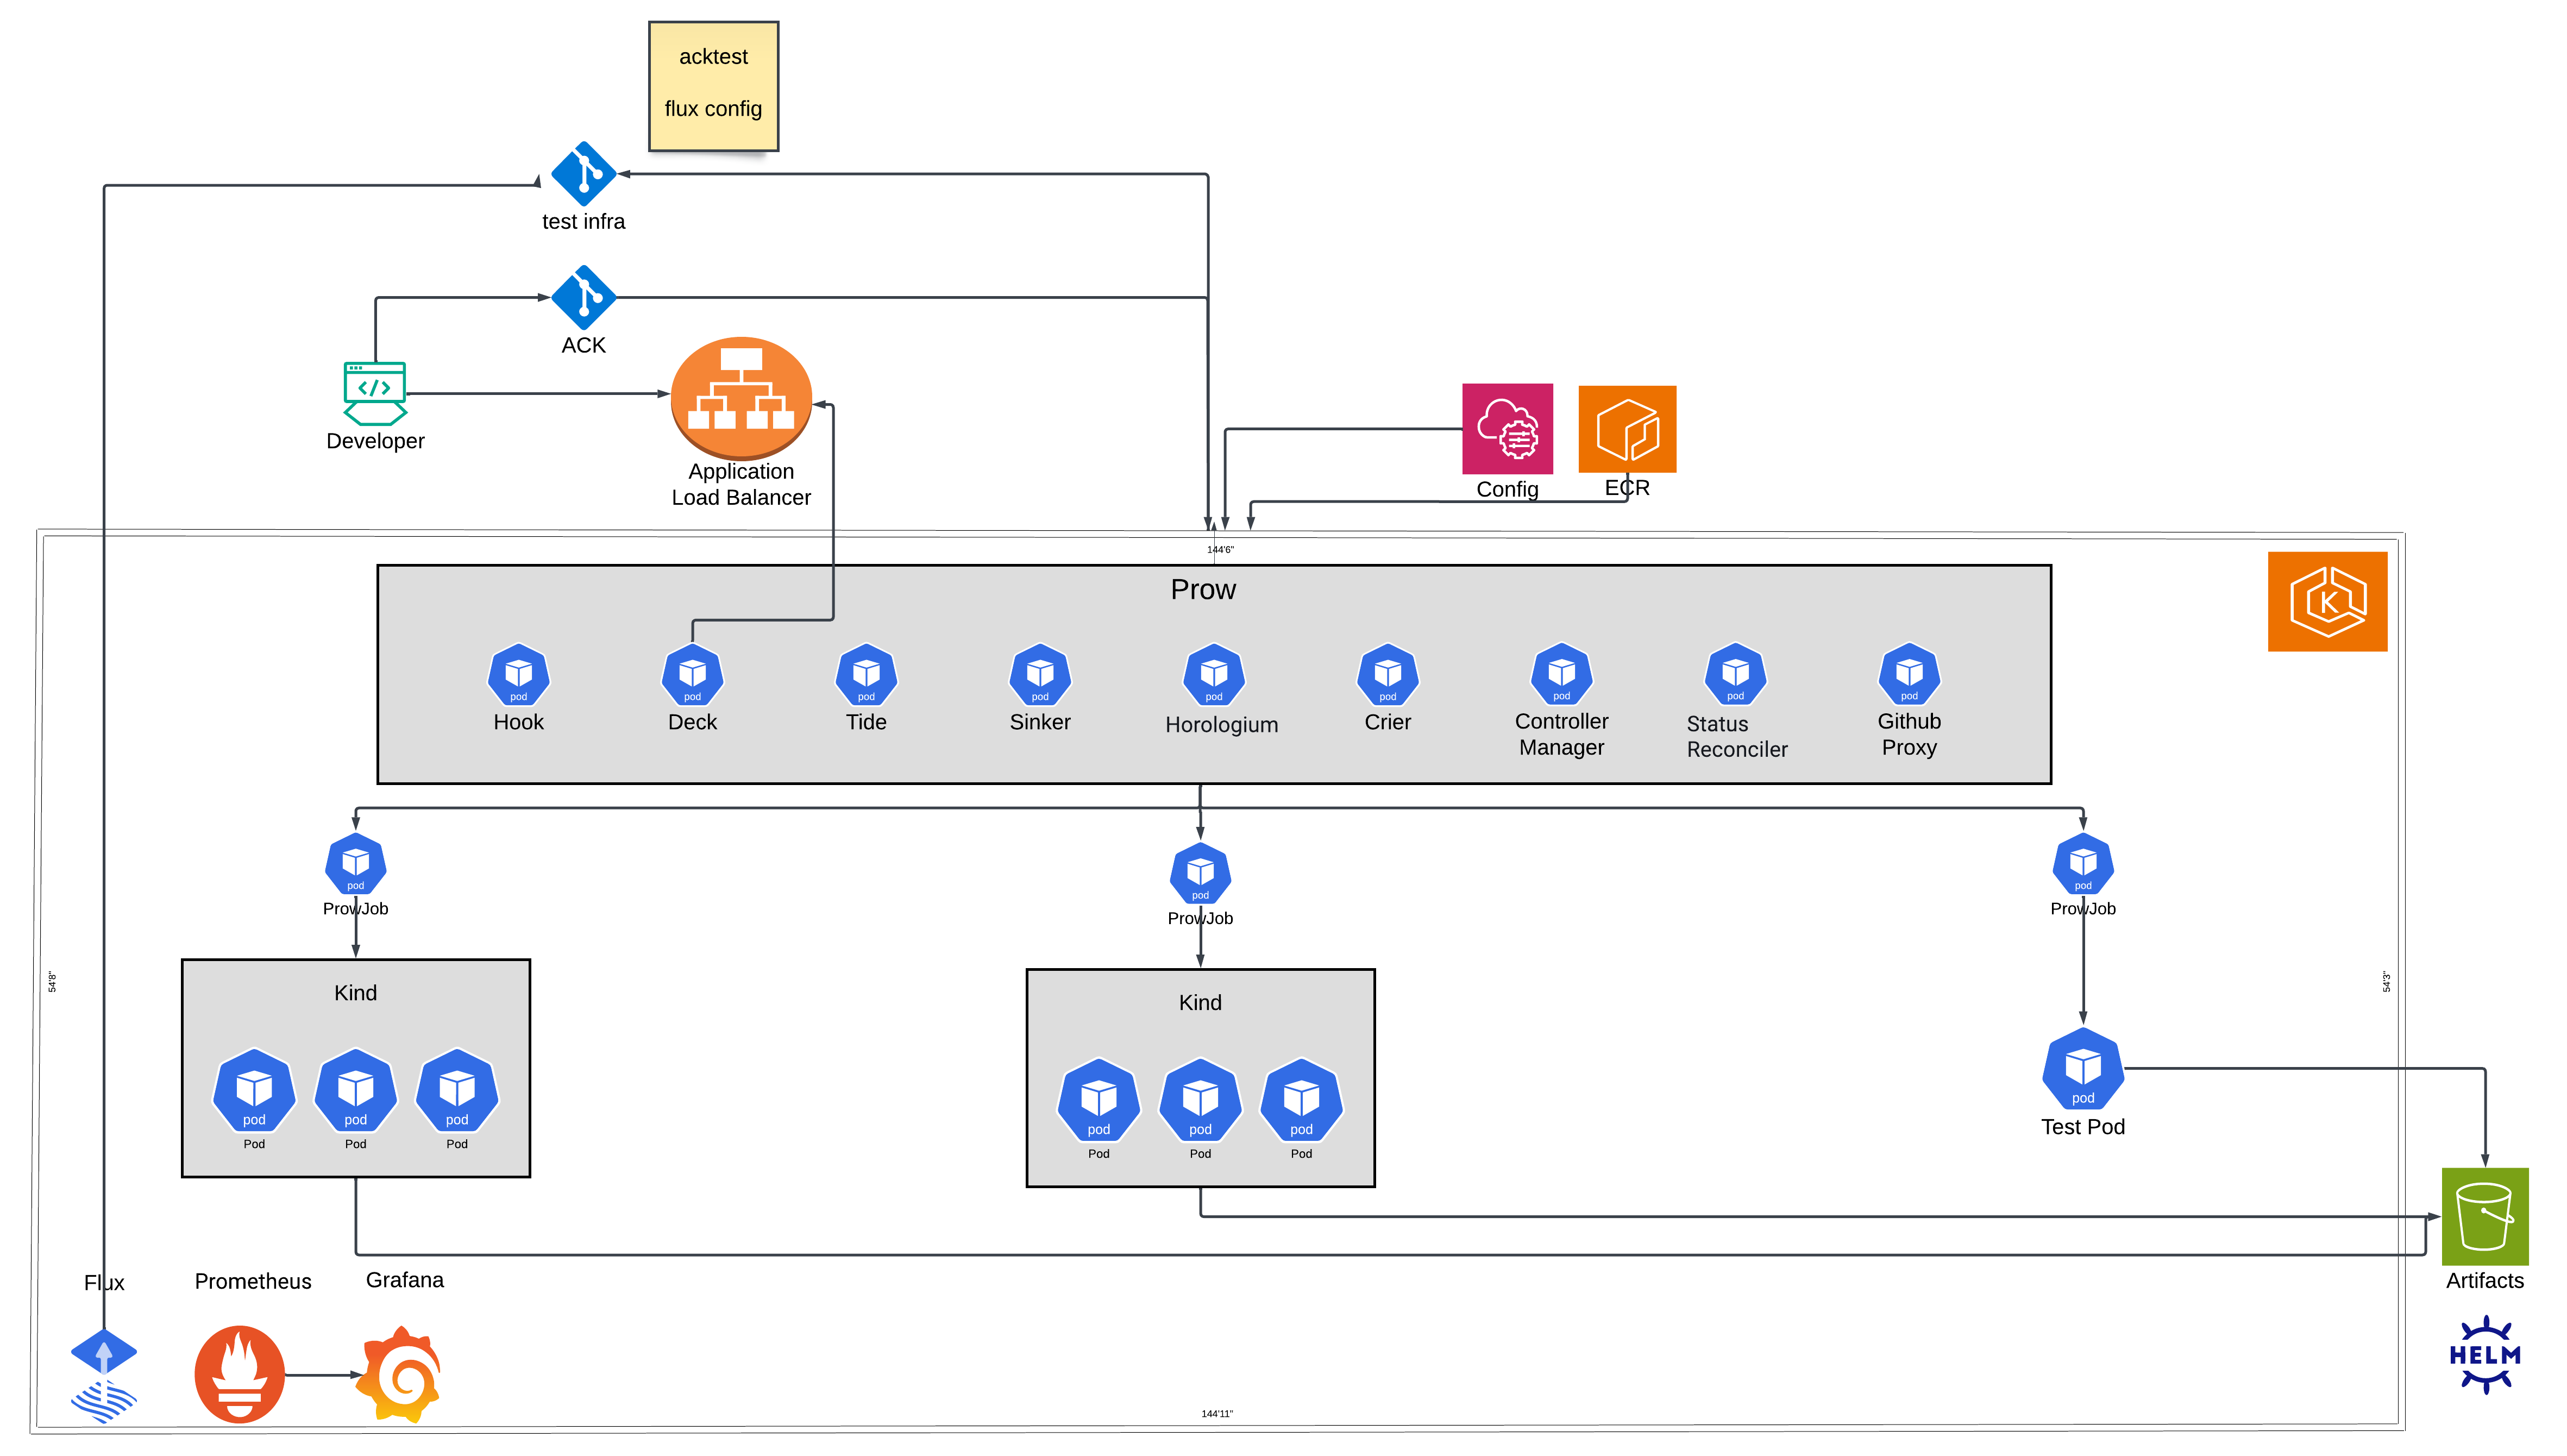 acktest
flux config
test infra
ACK
Developer
Application
Load Balancer
Config
ECR
144'6"
Prow
K
pod
pod
pod
pod
pod
pod
pod
pod
pod
Hook
Deck
Tide
Sinker
Horologium
Crier
Controller
Manager
Status
Reconciler
Github
Proxy
pod
ProwJob
pod
ProwJob
pod
ProwJob
54'8"
54'3"
Kind
pod
pod
pod
Pod
Pod
Pod
Kind
pod
pod
pod
Pod
Pod
Pod
pod
Test Pod
Flux
Prometheus
Grafana
Artifacts
HELM
144'11"